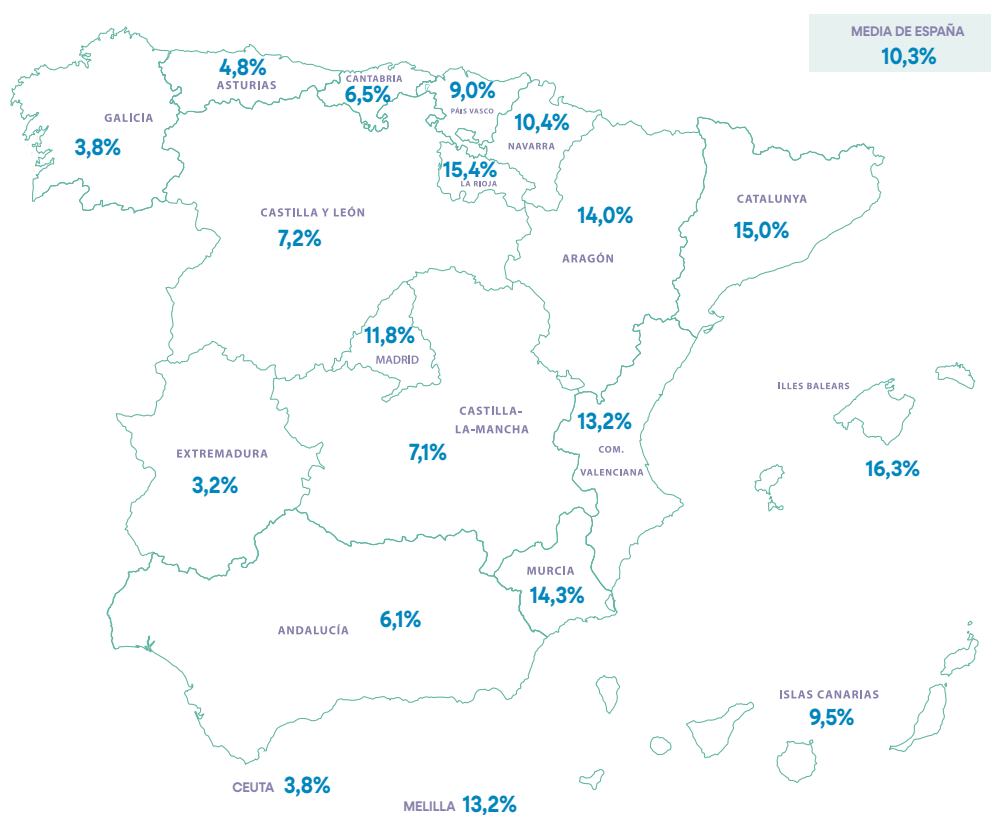 MEDIA DE ESPAÑA
10,3%
4,8%
ASTURIAS
CANTABRIA
6,5%
9,0%
PÁIS VASCO
GALICIA
3,8%
10,4%
NAVARRA
15,4%
LA RIOJA
CASTILLA Y LEÓN
7,2%
14,0%
ARAGÓN
CATALUNYA
15,0%
11,8%
MADRID
ILLES BALEARS
16,3%
CASTILLA-
LA-MANCHA
7,1%
13,2%
COM.
VALENCIANA
EXTREMADURA
3,2%
MURCIA
14,3%
ANDALUCÍA
6,1%
ISLAS CANARIAS
9,5%
CEUTA 3,8%
MELILLA 13,2%